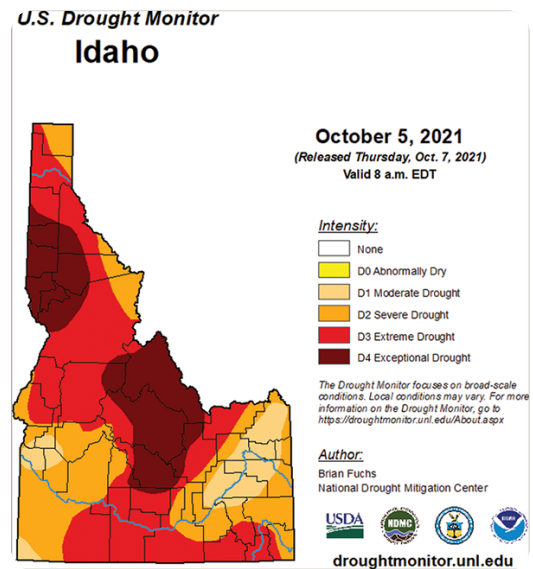 U.S. Drought Monitor
Idaho
October 5, 2021
(Released Thursday, Oct. 7, 2021)
Valid 8 a.m. EDT
Intensity:
None
D0 Abnormally Dry
D1 Moderate Drought
D2 Severe Drought
D3 Extreme Drought
D4 Exceptional Drought
The Drought Monitor focuses on broad-scale
conditions. Local conditions may vary. For more
information on the Drought Monitor, go to
https://droughtmonitor.unl.edu/About.aspx
Author:
Brian Fuchs
National Drought Mitigation Center
USDA
NDMC
droughtmonitor.unl.edu